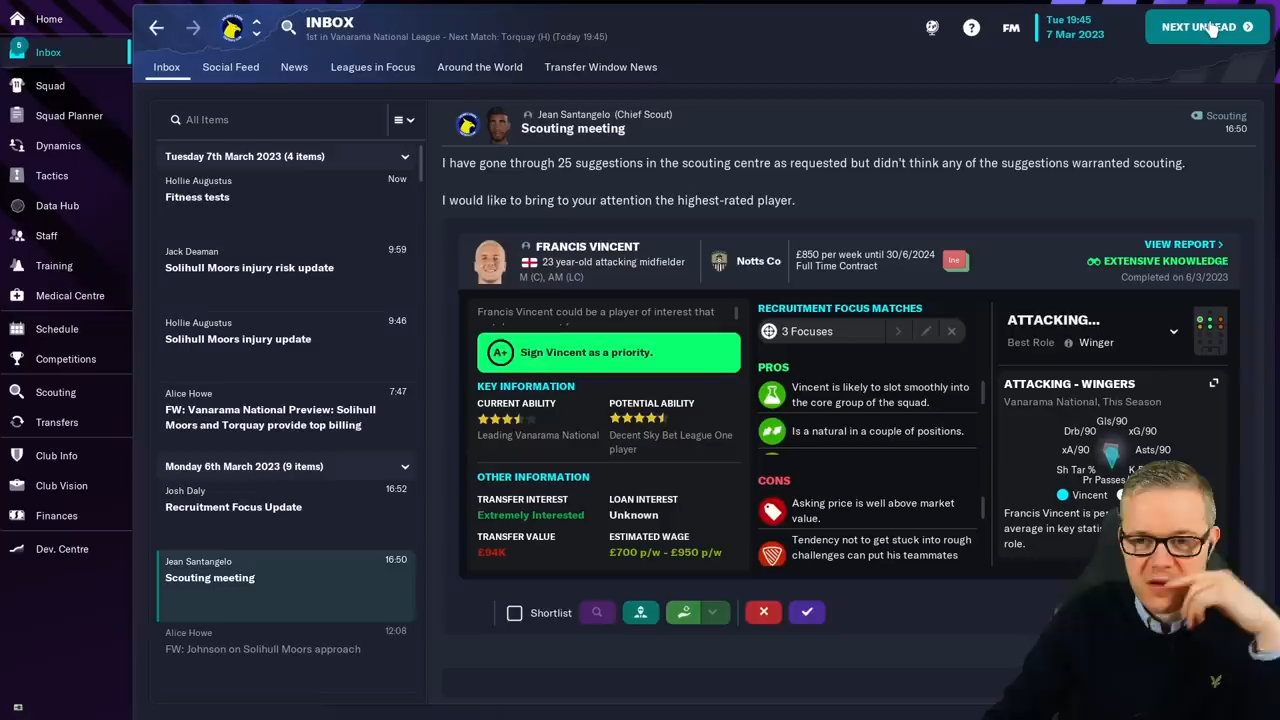 Home
5
Inbox
Squad
Squad Planner
Dynamics
Tactics
Data Hub
Staff
Training
Medical Centre
Schedule
Competitions
Scouting
Transfers
Club Info
Club Vision
Finances
Dev. Centre
INBOX
1st in Vanarama National League - Next Match: Torquay (H) (Today 19:45)
?
FM
Tue 19:45
7 Mar 2023
NEXT UNREAD
Inbox
Social Feed
News
Leagues in Focus
Around the World
Transfer Window News
All Items
Tuesday 7th March 2023 (4 items)
Hollie Augustus
Now
Fitness tests
Jack Deaman
9:59
Solihull Moors injury risk update
Hollie Augustus
9:46
Solihull Moors injury update
Alice Howe
7:47
FW: Vanarama National Preview: Solihull
Moors and Torquay provide top billing
Monday 6th March 2023 (9 items)
Josh Daly
16:52
Recruitment Focus Update
Jean Santangelo
16:50
Scouting meeting
Alice Howe
12:08
FW: Johnson on Solihull Moors approach
Jean Santangelo (Chief Scout)
Scouting meeting
Scouting
16:50
I have gone through 25 suggestions in the scouting centre as requested but didn't think any of the suggestions warranted scouting.
I would like to bring to your attention the highest-rated player.
FRANCIS VINCENT
23 year-old attacking midfielder
M (C), AM (LC)
Notts Co
£850 per week until 30/6/2024
Full Time Contract
Ine
VIEW REPORT >
EXTENSIVE KNOWLEDGE
Completed on 6/3/2023
Francis Vincent could be a player of interest that
A+
Sign Vincent as a priority.
KEY INFORMATION
CURRENT ABILITY
POTENTIAL ABILITY
Leading Vanarama National
Decent Sky Bet League One
player
OTHER INFORMATION
TRANSFER INTEREST
LOAN INTEREST
Extremely Interested
Unknown
TRANSFER VALUE
ESTIMATED WAGE
£94K
£700 p/w - £950 p/w
RECRUITMENT FOCUS MATCHES
3 Focuses
PROS
Vincent is likely to slot smoothly into
the core group of the squad.
Is a natural in a couple of positions.
CONS
Asking price is well above market
value.
Tendency not to get stuck into rough
challenges can put his teammates
ATTACKING...
Best Role
Winger
ATTACKING - WINGERS
Vanarama National, This Season
Gls/90
Drb/90
xG/90
xA/90
Asts/90
Sh Tar %
Pr Passes/
Vincent
Francis Vincent is
average in key
role.
Shortlist